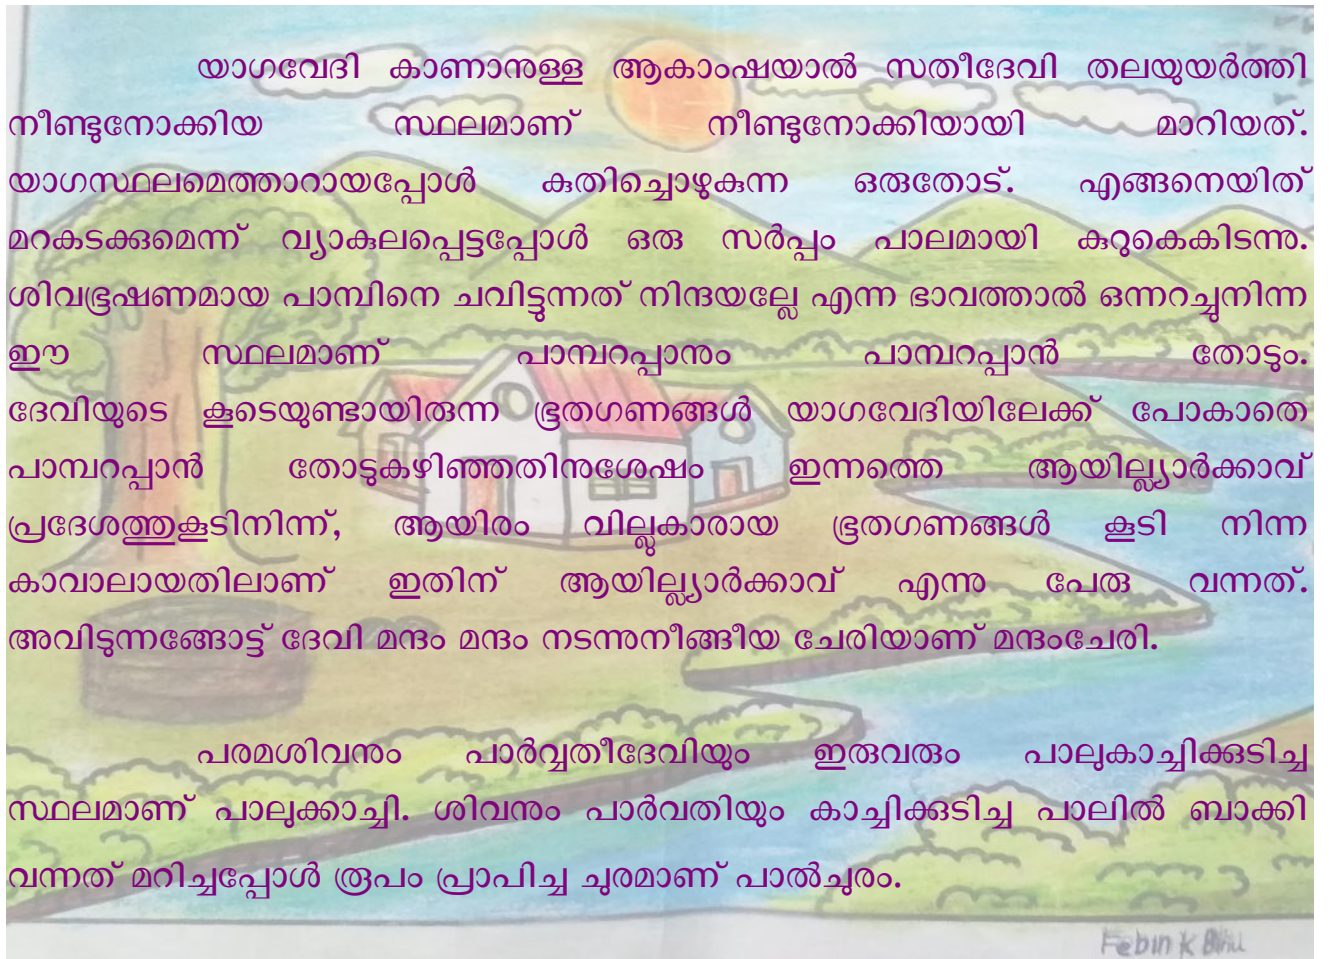 യാഗവേദി കാണാനുള്ള ആകാംഷയാൽ സതീദേവി തലയുയർത്തി
നീണ്ടുനോക്കിയ സ്ഥലമാണ് നീണ്ടുനോക്കിയായി മാറിയത്.
യാഗസ്ഥലമെത്താറായപ്പോൾ കുതിച്ചൊഴുകുന്ന ഒരുതോട്. എങ്ങനെയിത്
മറകടക്കുമെന്ന് വ്യാകുലപ്പെട്ടപ്പോൾ ഒരു സർപ്പം പാലമായി കുറുകെകിടന്നു.
ശിവഭൂഷണമായ പാമ്പിനെ ചവിട്ടുന്നത് നിന്ദയല്ലേ എന്ന ഭാവത്താൽ ഒന്നറച്ചുനിന്ന
ഈ സ്ഥലമാണ് പാമ്പറപ്പാനും പാമ്പറപ്പാൻ തോടും.
ദേവിയുടെ കൂടെയുണ്ടായിരുന്ന ഭൂതഗണങ്ങൾ യാഗവേദിയിലേക്ക് പോകാതെ
പാമ്പറപ്പാൻ തോടുകഴിഞ്ഞതിനുശേഷം ഇന്നത്തെ ആയില്ല്യാർക്കാവ്
പ്രദേശത്തുകൂടിനിന്ന്, ആയിരം വില്ലുകാരായ ഭൂതഗണങ്ങൾ കൂടി നിന്ന
കാവാലായതിലാണ് ഇതിന് ആയില്ല്യാർക്കാവ് എന്നു പേരു വന്നത്.
അവിടുന്നങ്ങോട്ട് ദേവി മന്ദം മന്ദം നടന്നുനീങ്ങീയ ചേരിയാണ് മന്ദംചേരി.
പരമശിവനും പാർവ്വതീദേവിയും ഇരുവരും പാലുകാച്ചിക്കുടിച്ച
സ്ഥലമാണ് പാലുക്കാച്ചി. ശിവനും പാർവതിയും കാച്ചിക്കുടിച്ച പാലിൽ ബാക്കി
വന്നത് മറിച്ചപ്പോൾ രൂപം പ്രാപിച്ച ചുരമാണ് പാൽചുരം.
Febin K